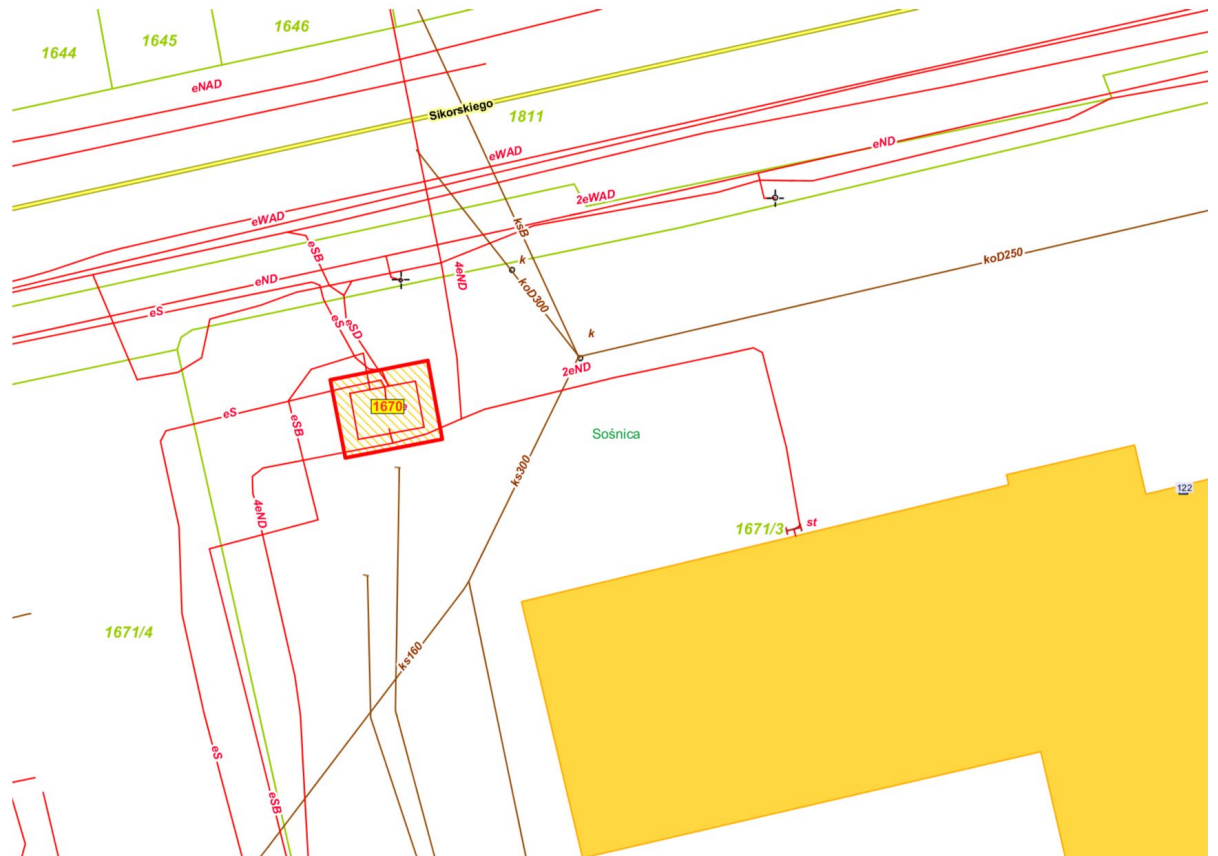 1644
1645
1646
eNAD
Sikorskiego
1811
eWAD
eND
2eWAD
eWAD
ksB
eSB
k
4eND
eND
koD300
koD250
eS
eS
eSD
k
2eND
1670
eS
eSB
Sośnica
ks300
122
4eND
1671/3
st
1671/4
ks160
eS
eSB